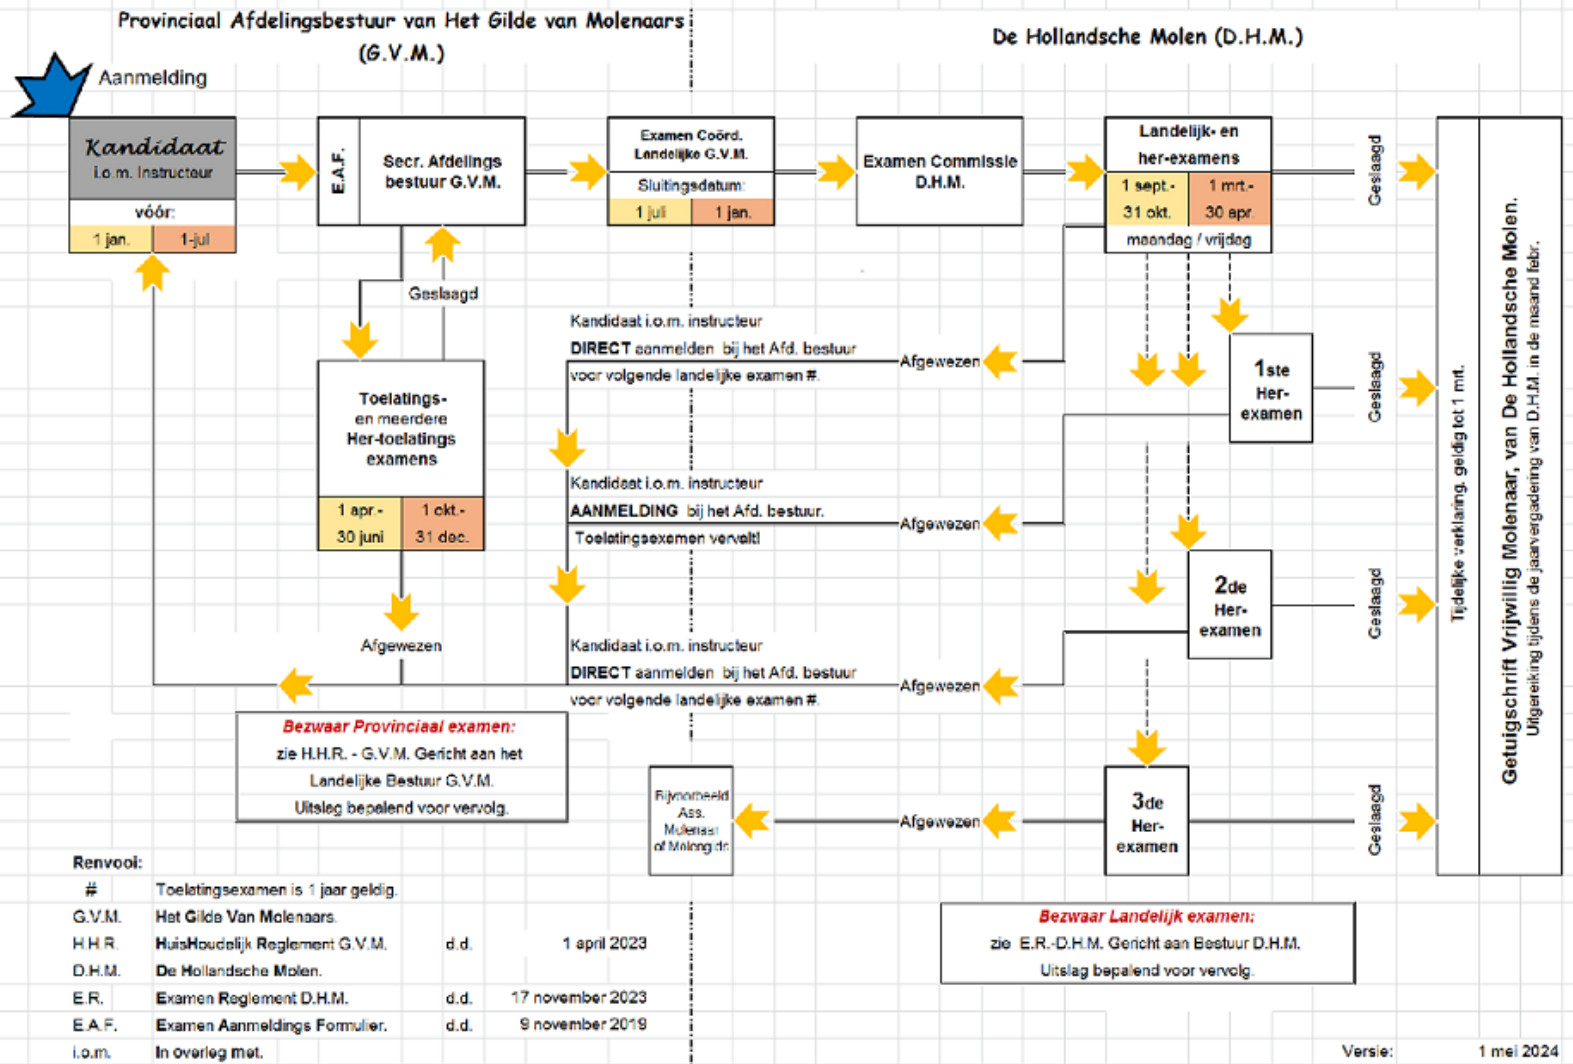 Provinciaal Afdelingsbestuur van Het Gilde van Molenaars
(G.V.M.)
De Hollandsche Molen (D.H.M.)
Aanmelding
Kandidaat
i.o.m. Instructeur
vóór:
1 jan.
1-jul
E.A.F.
Secr. Afdelings
bestuur G.V.M.
Examen Coörd.
Landelijke G.V.M.
Sluitingsdatum:
1 juli
1 jan.
Examen Commissie
D.H.M.
Landelijk- en
her-examens
1 sept.-
31 okt.
1 mrt.-
30 apr.
maandag / vrijdag
Geslaagd
Geslaagd
Toelatings-
en meerdere
Her-toelatings
examens
1 apr.-
30 juni
1 okt.-
31 dec.
Afgewezen
Kandidaat i.o.m. instructeur
DIRECT aanmelden bij het Afd. bestuur
voor volgende landelijke examen #.
Afgewezen
1ste
Her-
examen
Geslaagd
Kandidaat i.o.m. instructeur
AANMELDING bij het Afd. bestuur.
Toelatingsexamen vervalt!
Afgewezen
2de
Her-
examen
Geslaagd
Kandidaat i.o.m. instructeur
DIRECT aanmelden bij het Afd. bestuur
voor volgende landelijke examen #.
Afgewezen
3de
Her-
examen
Geslaagd
Afgewezen
Bijvoorbeeld
Ass.
Molenaar
of Molengids
Tijdelijke verklaring, geldig tot 1 mrt.
Getuigschrift Vrijwillig Molenaar, van De Hollandsche Molen.
Uitgereiking tijdens de jaarvergadering van D.H.M. in de maand febr.
Bezwaar Provinciaal examen:
zie H.H.R. - G.V.M. Gericht aan het
Landelijke Bestuur G.V.M.
Uitslag bepalend voor vervolg.
Bezwaar Landelijk examen:
zie E.R.-D.H.M. Gericht aan Bestuur D.H.M.
Uitslag bepalend voor vervolg.
Renvooi:
# Toelatingsexamen is 1 jaar geldig.
G.V.M. Het Gilde Van Molenaars.
H.H.R. HuisHoudelijk Reglement G.V.M. d.d. 1 april 2023
D.H.M. De Hollandsche Molen.
E.R. Examen Reglement D.H.M. d.d. 17 november 2023
E.A.F. Examen Aanmeldings Formulier. d.d. 9 november 2019
i.o.m. In overleg met.
Versie: 1 mei 2024